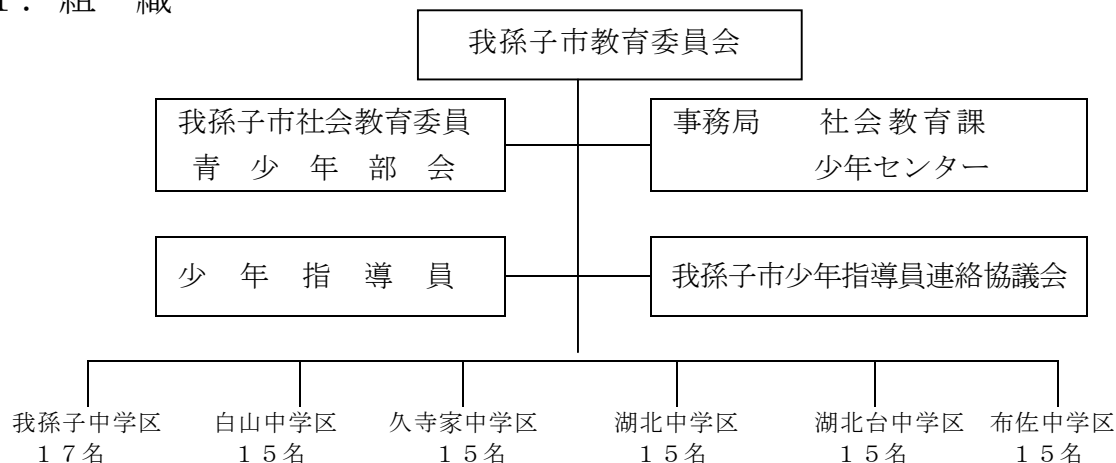 １．組　織
我孫子市教育委員会
我孫子市社会教育委員
青　少　年　部　会
事務局　　社会教育課
少年センター
少　年　指　導　員
我孫子市少年指導員連絡協議会
我孫子中学区　白山中学区　久寺家中学区　湖北中学区　湖北台中学区　布佐中学区
１７名　１５名　１５名　１５名　１５名　１５名